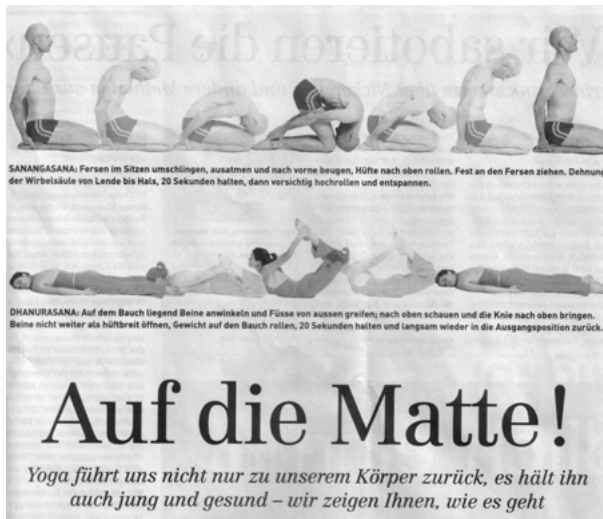 SANANGASANA: Fersen im Sitzen umschlingen, ausatmen und nach vorne beugen, Hüfte nach oben rollen. Fest an den Fersen ziehen. Dehnung
der Wirbelsäule von Lende bis Hals, 20 Sekunden halten, dann vorsichtig hochrollen und entspannen.
DHANURASANA: Auf dem Bauch liegend Beine anwinkeln und Füsse von aussen greifen; nach oben schauen und die Knie nach oben bringen.
Beine nicht weiter als hüftbreit öffnen, Gewicht auf den Bauch rollen, 20 Sekunden halten und langsam wieder in die Ausgangsposition zurück.
Auf die Matte!
Yoga führt uns nicht nur zu unserem Körper zurück, es hält ihn
auch jung und gesund – wir zeigen Ihnen, wie es geht